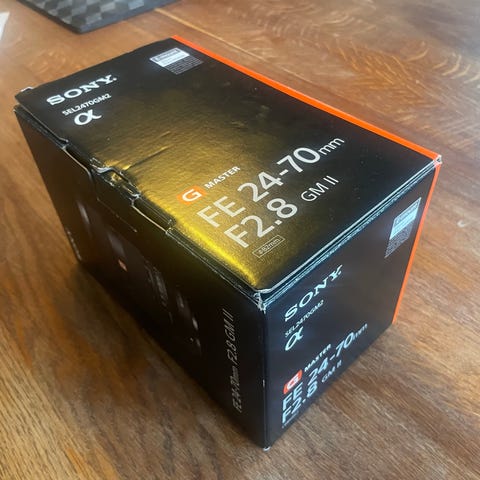 SONY
SEL2470GM2
α
G MASTER
FE 24-70mm
F2.8 GM II
ø82mm
FE 24-70mm F2.8 GM II
SONY
SEL2470GM2
α
G MASTER
FE 24-70mm
F2.8 GM II